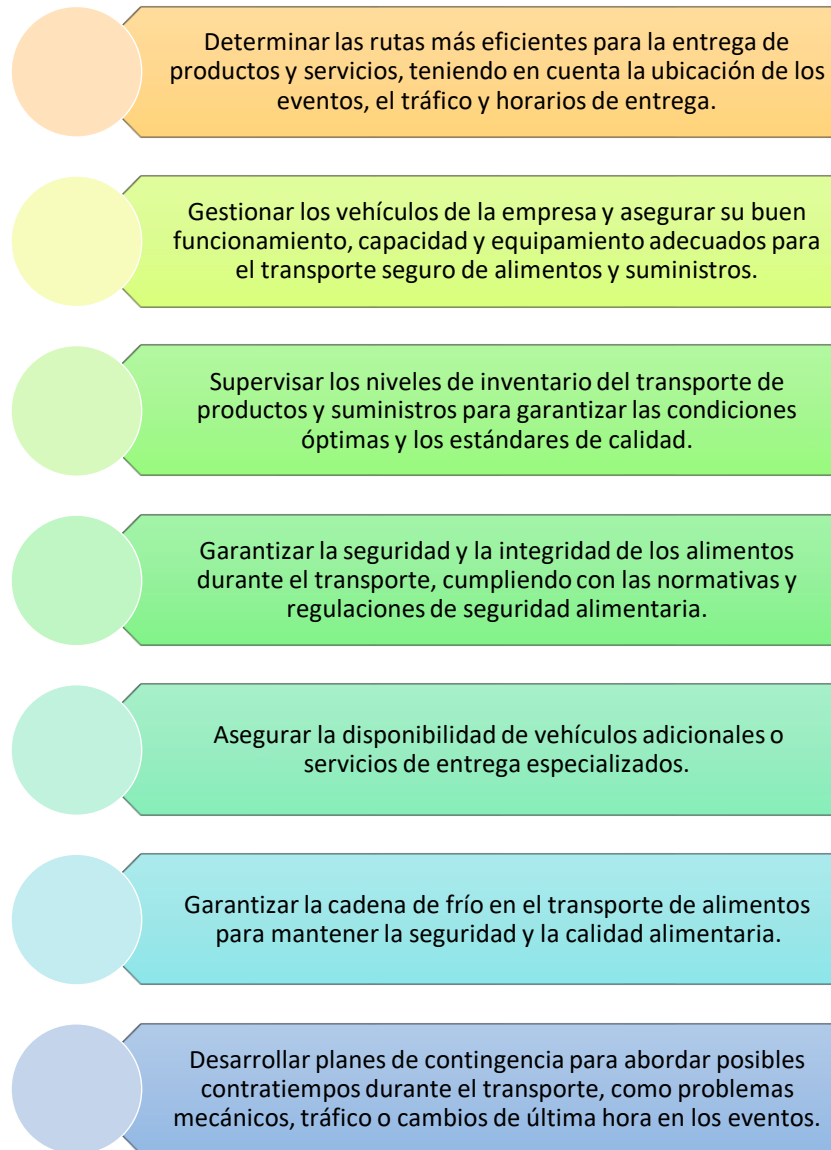 Determinar las rutas más eficientes para la entrega de
productos y servicios, teniendo en cuenta la ubicación de los
eventos, el tráfico y horarios de entrega.
Gestionar los vehículos de la empresa y asegurar su buen
funcionamiento, capacidad y equipamiento adecuados para
el transporte seguro de alimentos y suministros.
Supervisar los niveles de inventario del transporte de
productos y suministros para garantizar las condiciones
óptimas y los estándares de calidad.
Garantizar la seguridad y la integridad de los alimentos
durante el transporte, cumpliendo con las normativas y
regulaciones de seguridad alimentaria.
Asegurar la disponibilidad de vehículos adicionales o
servicios de entrega especializados.
Garantizar la cadena de frío en el transporte de alimentos
para mantener la seguridad y la calidad alimentaria.
Desarrollar planes de contingencia para abordar posibles
contratiempos durante el transporte, como problemas
mecánicos, tráfico o cambios de última hora en los eventos.